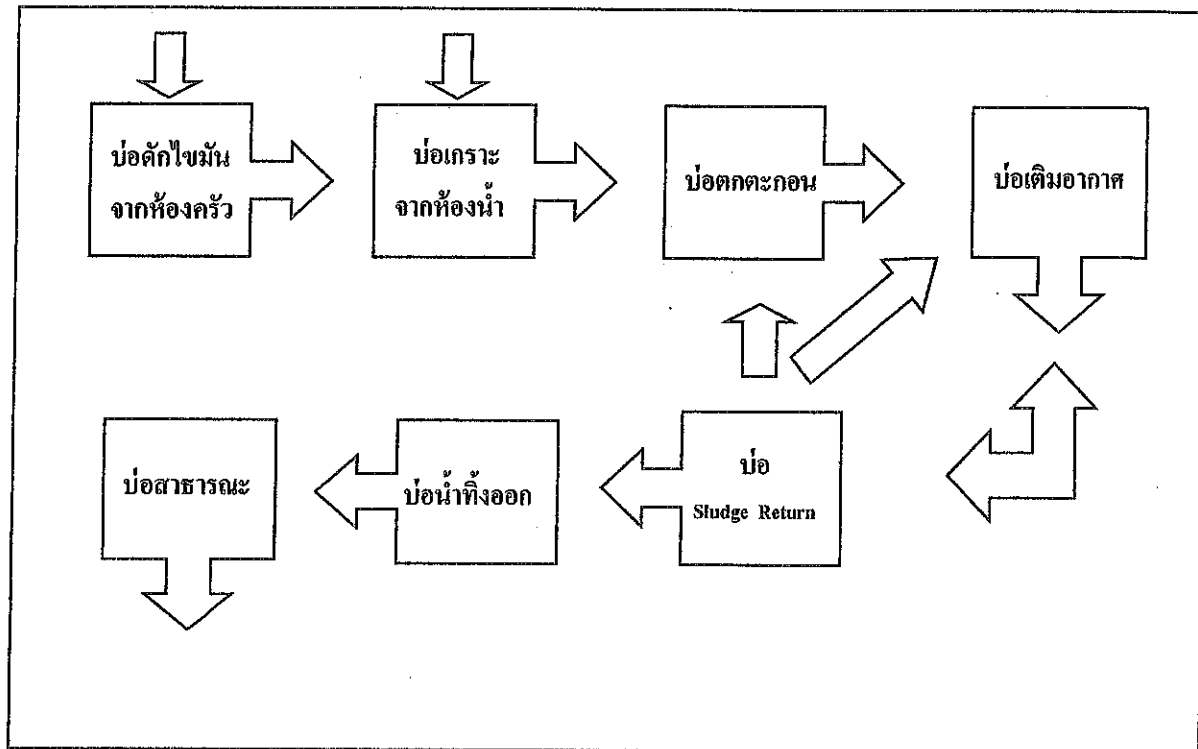 บ่อดักไขมัน
จากห้องครัว
บ่อเกราะ
จากห้องน้ำ
บ่อตกตะกอน
บ่อเติมอากาศ
บ่อสาธารณะ
บ่อน้ำทิ้งออก
บ่อ
Sludge Return